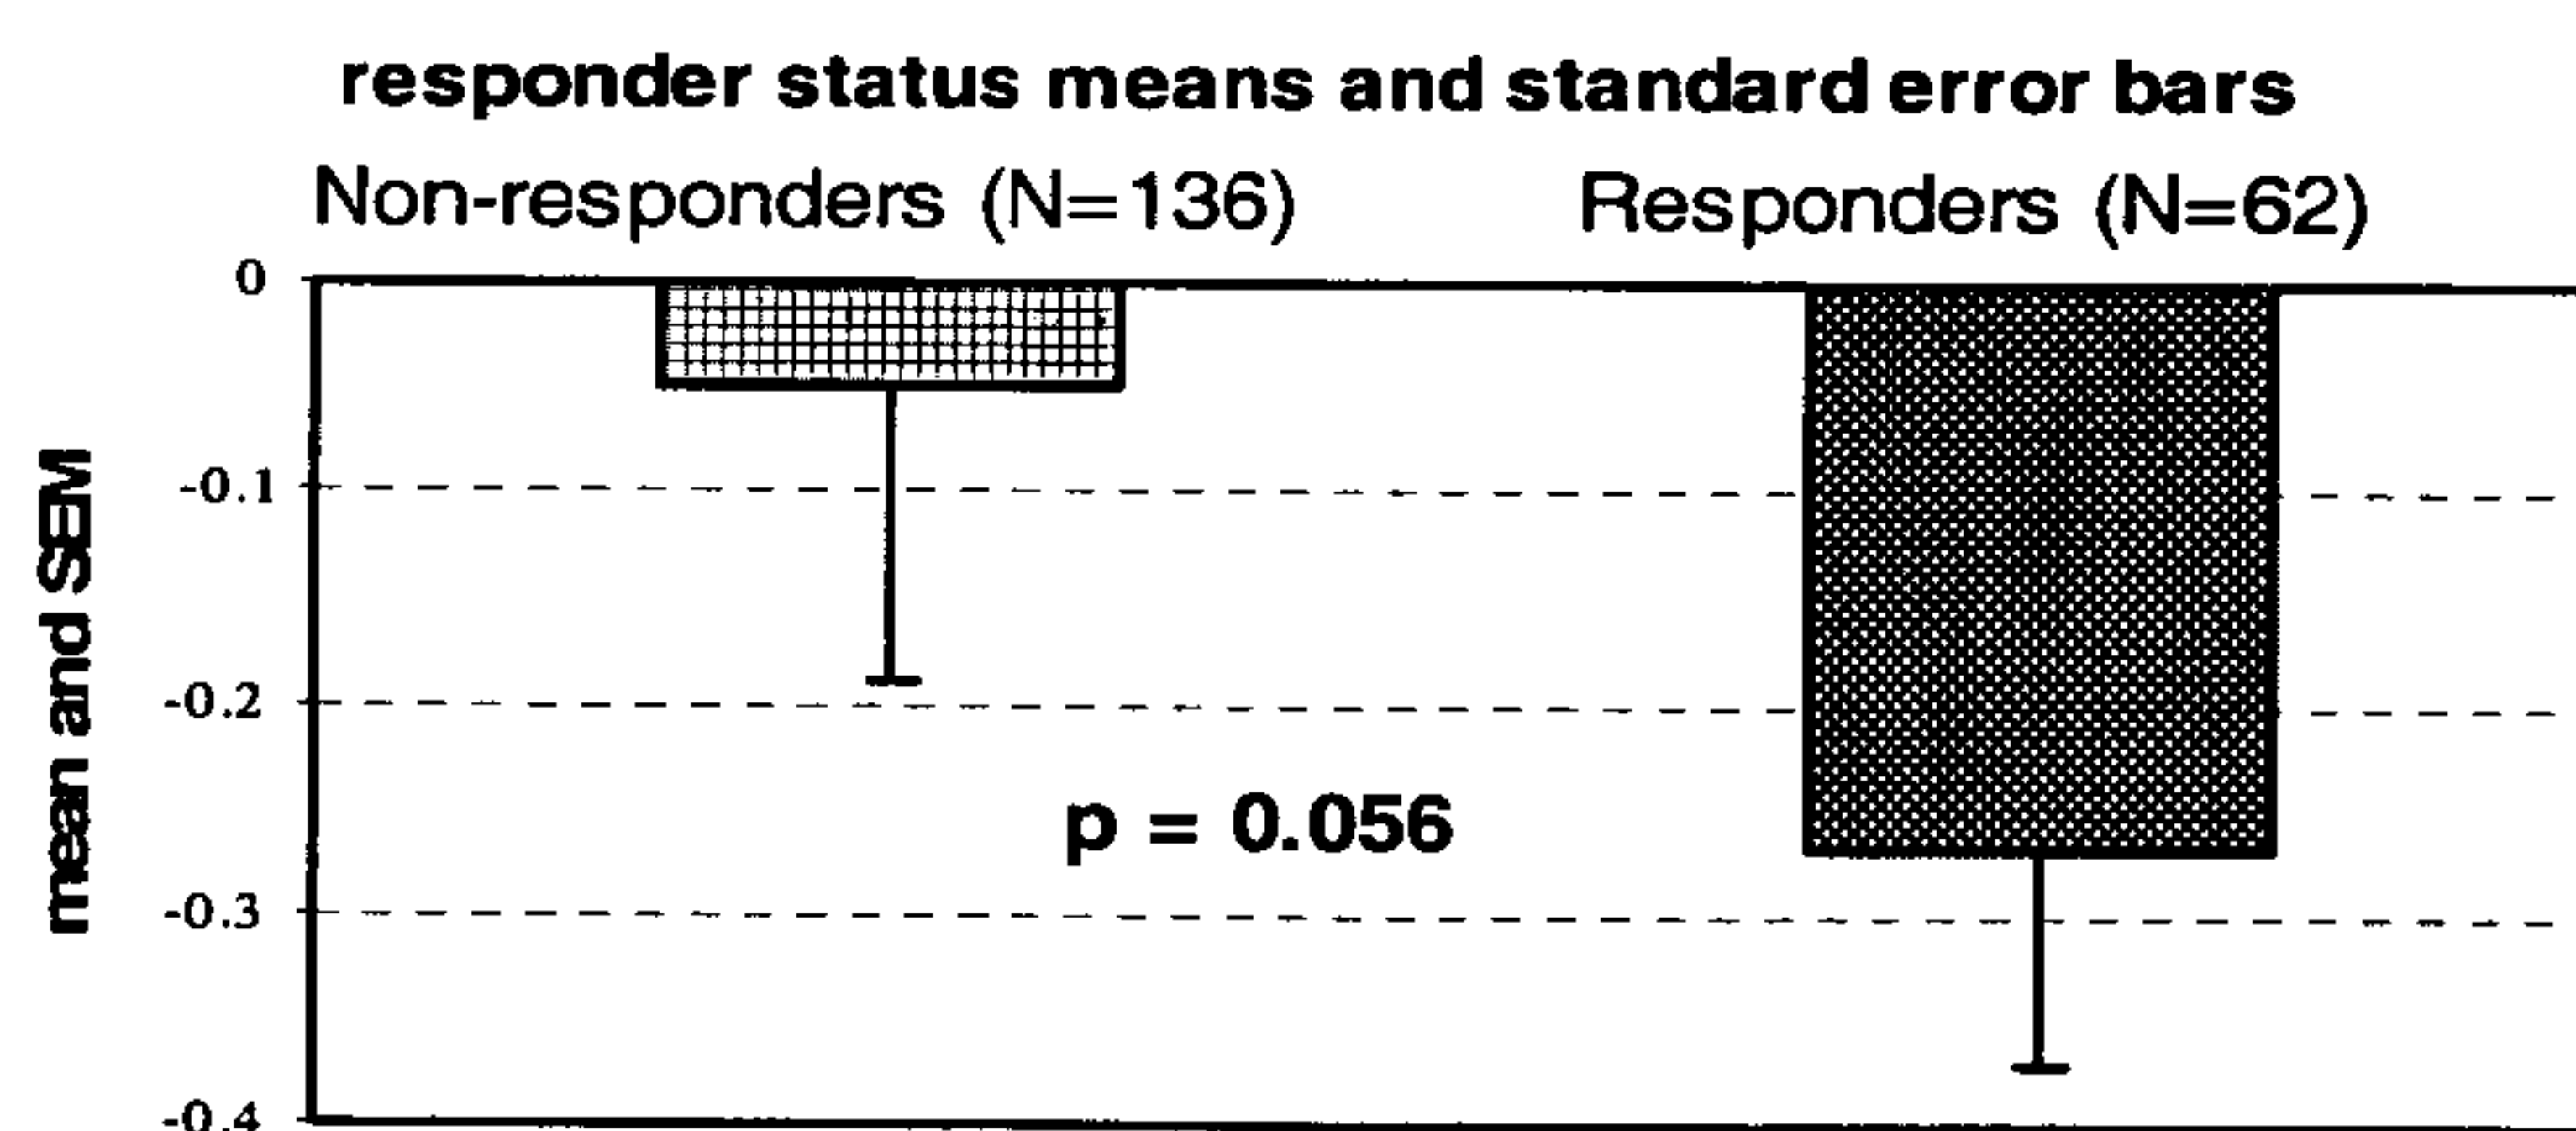 responder status means and standard error bars
Non-responders (N=136) Responders (N=62)
0
-0.1
-0.2
-0.3
-0.4
mean and SEM
p = 0.056